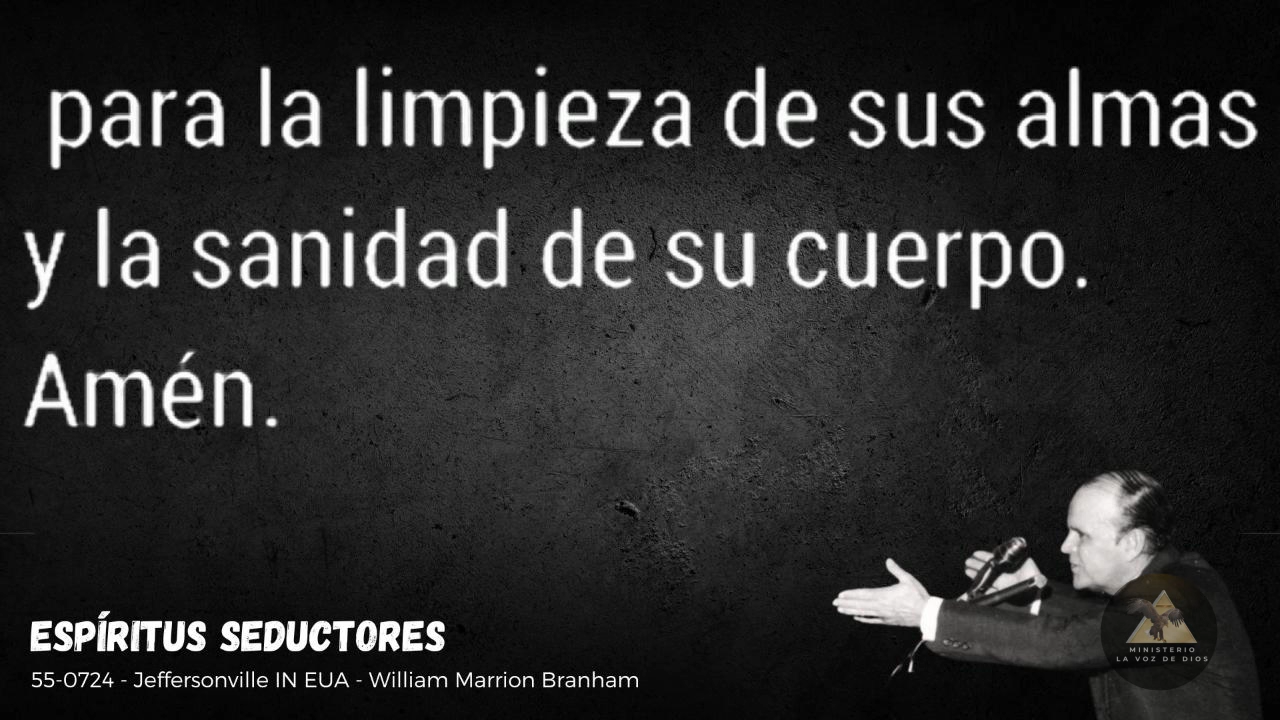 para la limpieza de sus almas
y la sanidad de su cuerpo.
Amén.
ESPÍRITUS SEDUCTORES
55-0724 - Jeffersonville IN EUA - William Marrion Branham
MINISTERIO
LA VOZ DE DIOS